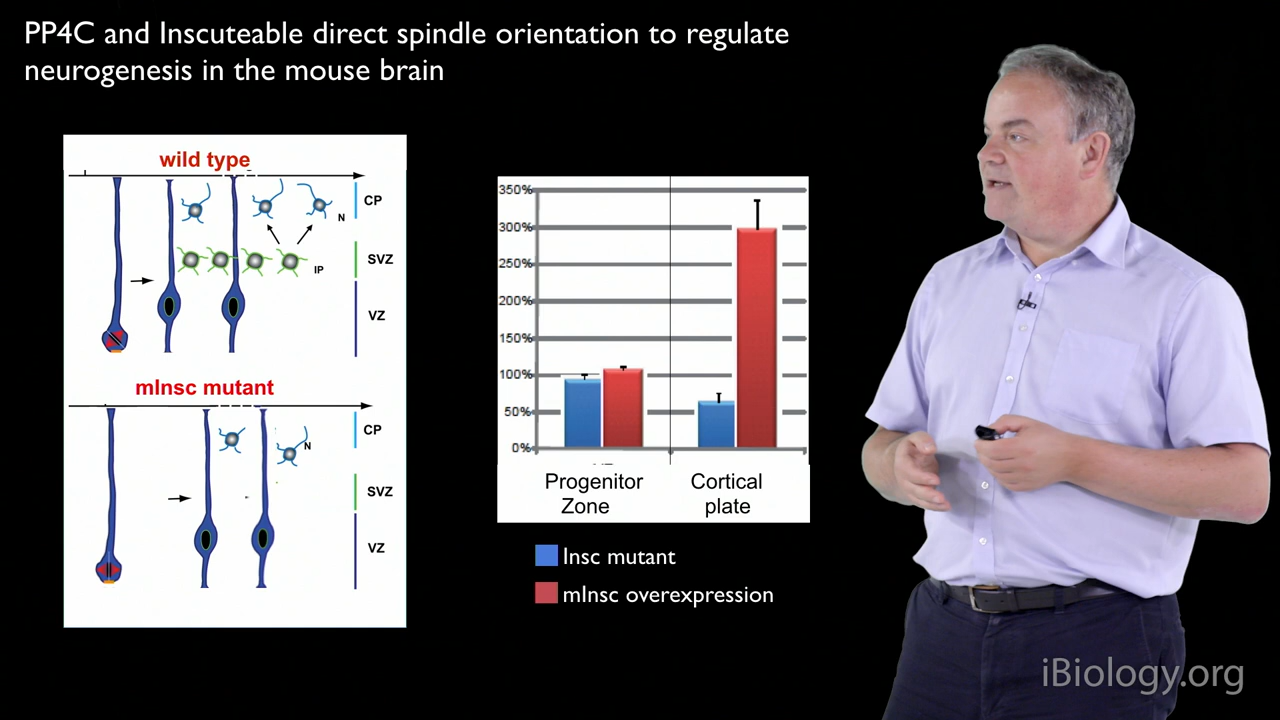 PP4C and Inscuteable direct spindle orientation to regulate
neurogenesis in the mouse brain
wild type
CP
N
SVZ
IP
VZ
mInsc mutant
CP
N
SVZ
VZ
350%
300%
250%
200%
150%
100%
50%
0%
Progenitor
Zone
Cortical
plate
Insc mutant
mInsc overexpression
iBiology.org